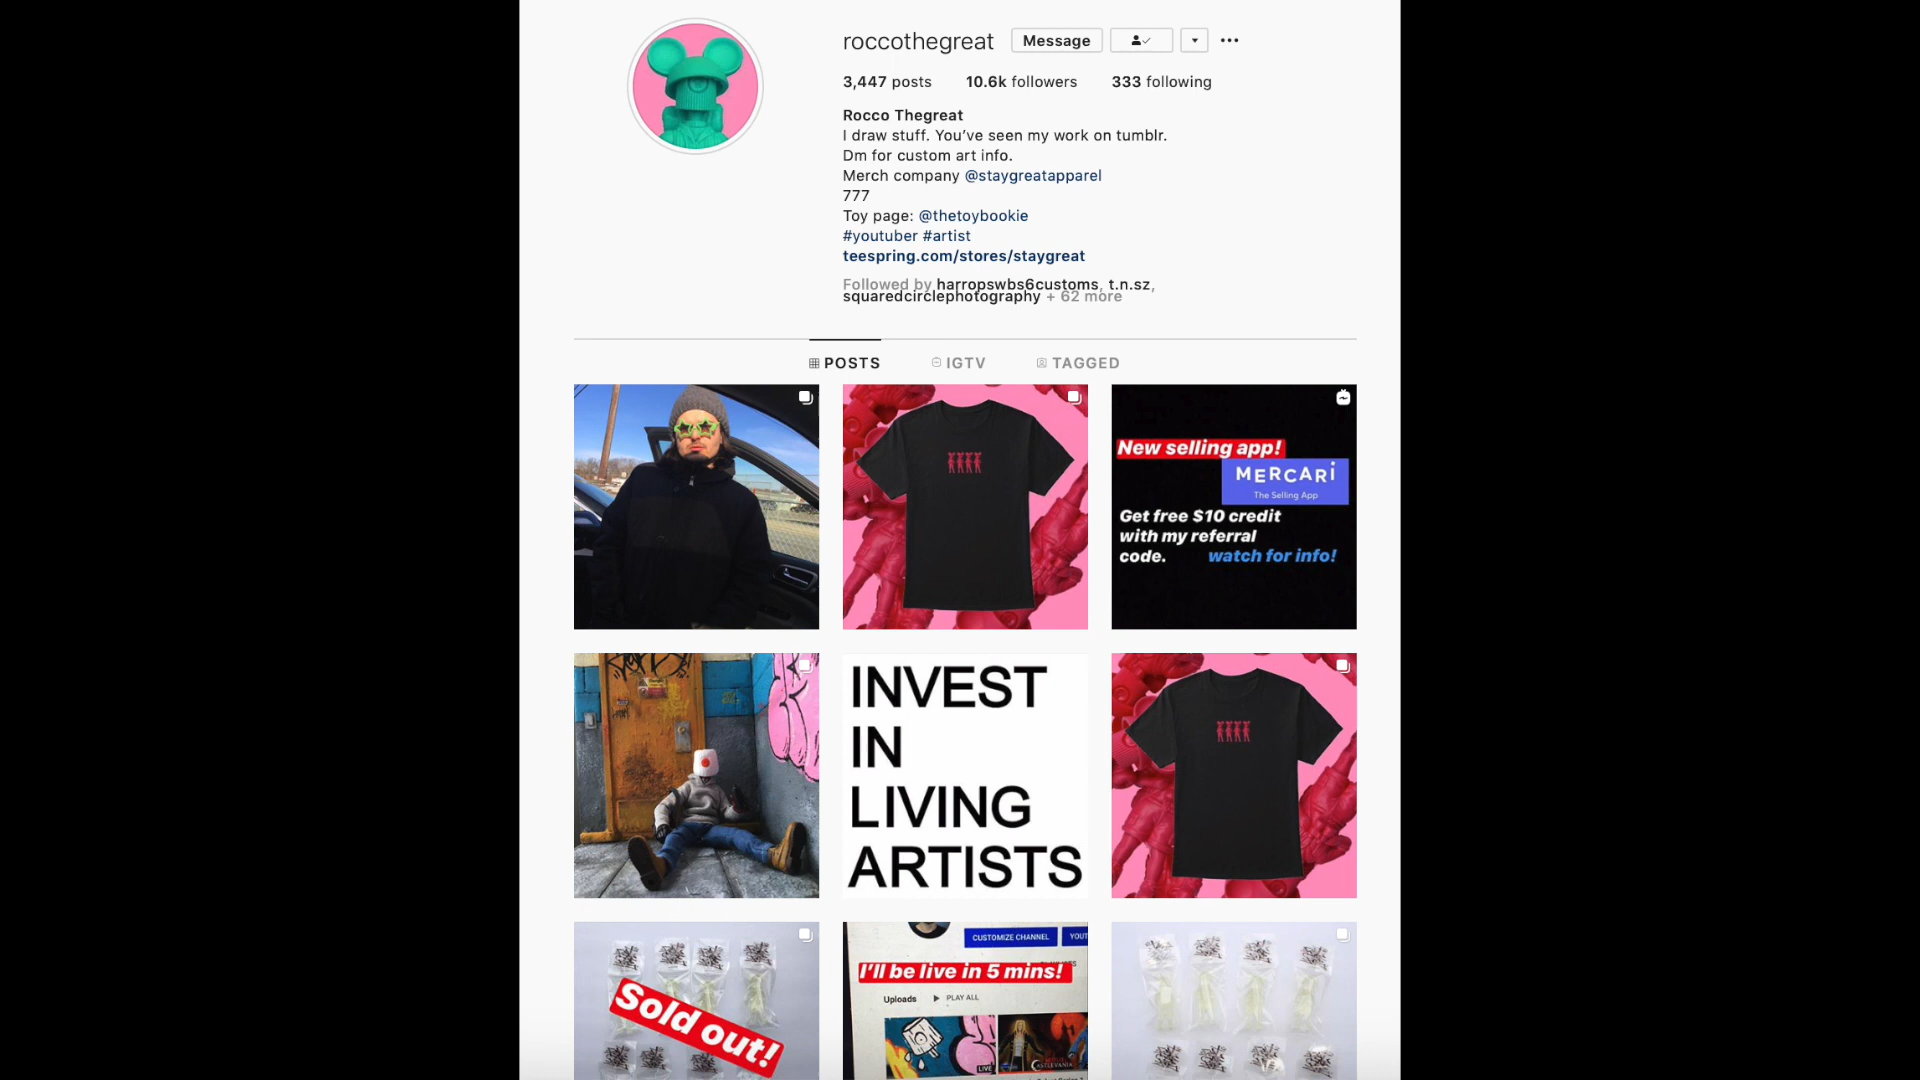 roccothegreat Message
3,447 posts 10.6k followers 333 following
Rocco Thegreat
I draw stuff. You’ve seen my work on tumblr.
Dm for custom art info.
Merch company @staygreatapparel
777
Toy page: @thetoybookie
#youtuber #artist
teespring.com/stores/staygreat
Followed by harropswbs6customs, t.n.sz,
squaredcirclephotography + 62 more
POSTS IGTV TAGGED
New selling app!
MERCARI
The Selling App
Get free $10 credit
with my referral
code. watch for info!
INVEST
IN
LIVING
ARTISTS
Sold out!
CUSTOMIZE CHANNEL YOUT
I'll be live in 5 mins!
Uploads PLAY ALL
LIVE
CASTLEVANIA